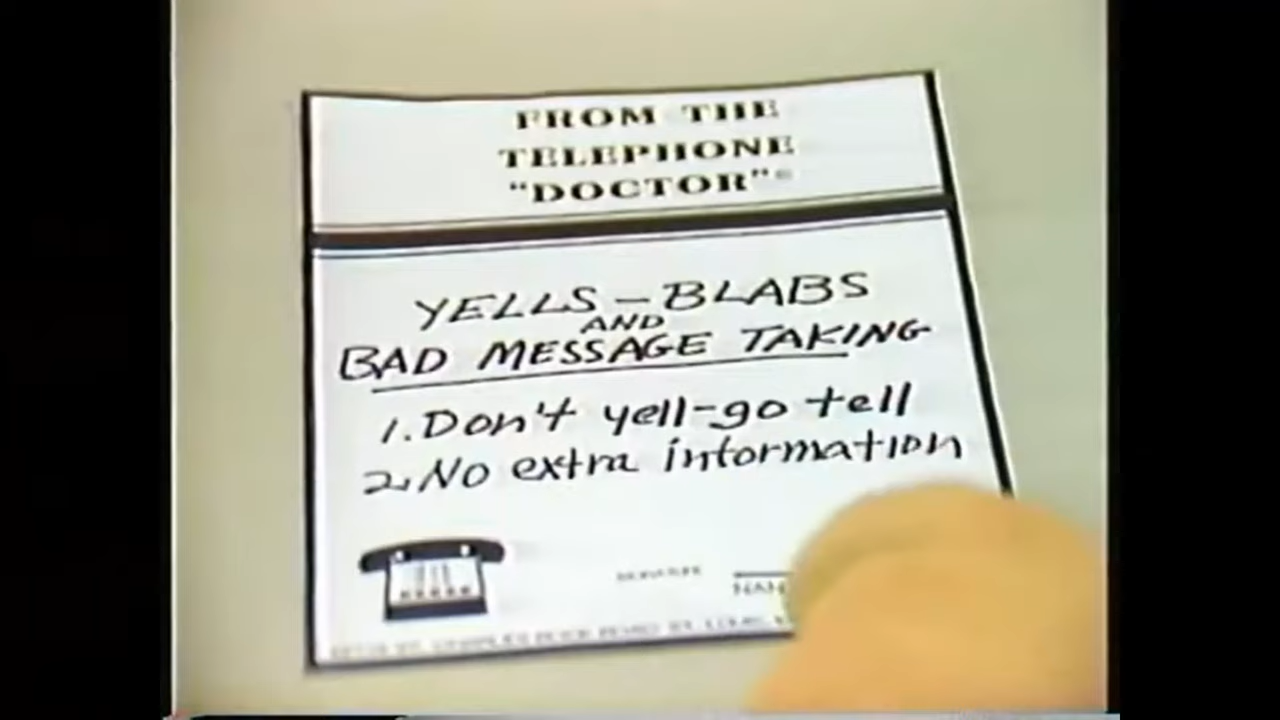 FROM THE
TELEPHONE
"DOCTOR"®
YELLS-BLABS
AND
BAD MESSAGE TAKING
1. Don't yell-go tell
2. No extra information